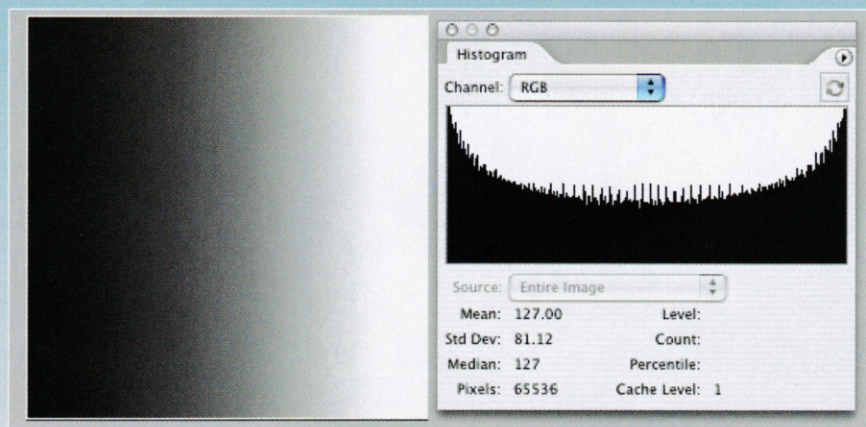 Histogram
Channel: RGB
Source: Entire Image
Mean: 127.00 Level:
Std Dev: 81.12 Count:
Median: 127 Percentile:
Pixels: 65536 Cache Level: 1